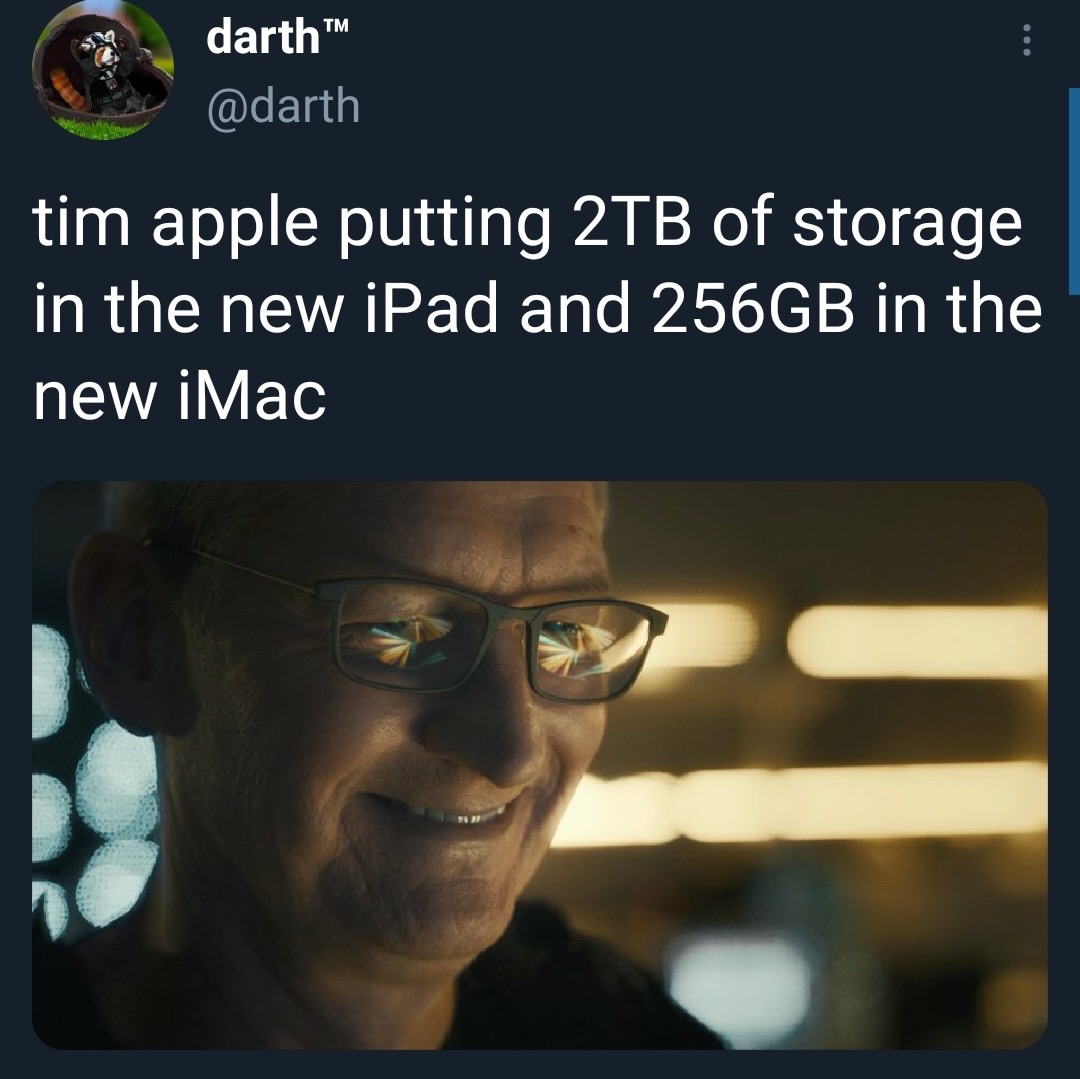 darth™
@darth
tim apple putting 2TB of storage
in the new iPad and 256GB in the
new iMac